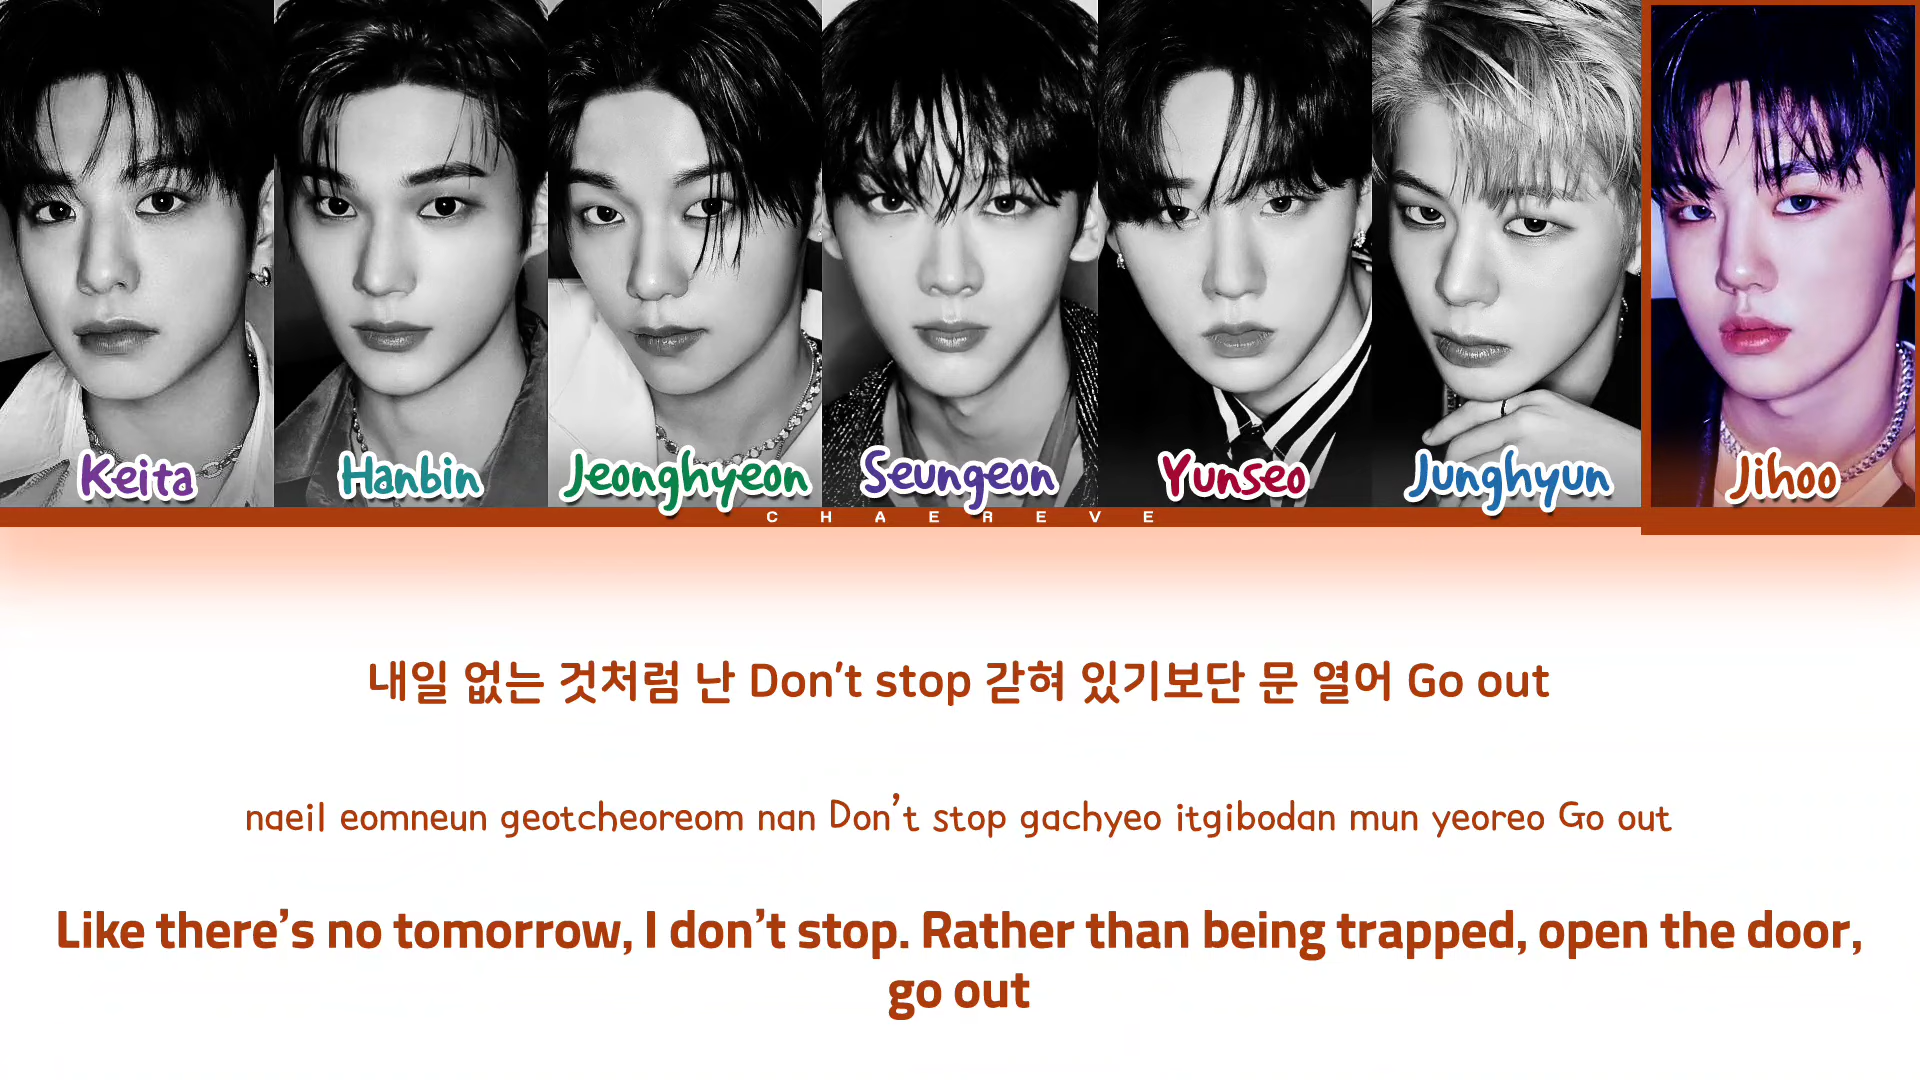 Keita Hanbin Jeonghyeon Seungeon Yunseo Junghyun Jihoo
CHAEREVE
내일 없는 것처럼 난 Don't stop 갇혀 있기보단 문 열어 Go out
naeil eomneun geotcheoreom nan Don't stop gachyeo itgibodan mun yeoreo Go out
Like there's no tomorrow, I don't stop. Rather than being trapped, open the door,
go out